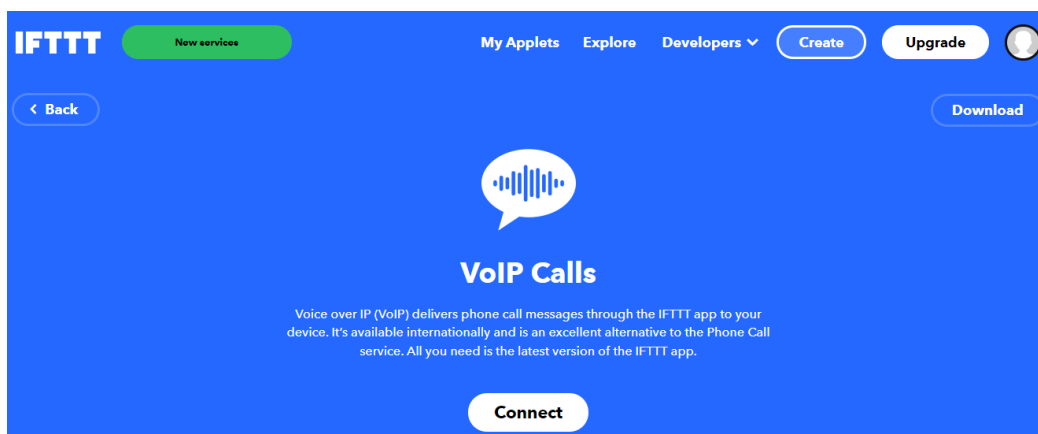 IFTTT New services My Applets Explore Developers Create Upgrade
Back Download
VoIP Calls
Voice over IP (VoIP) delivers phone call messages through the IFTTT app to your
device. It's available internationally and is an excellent alternative to the Phone Call
service. All you need is the latest version of the IFTTT app.
Connect